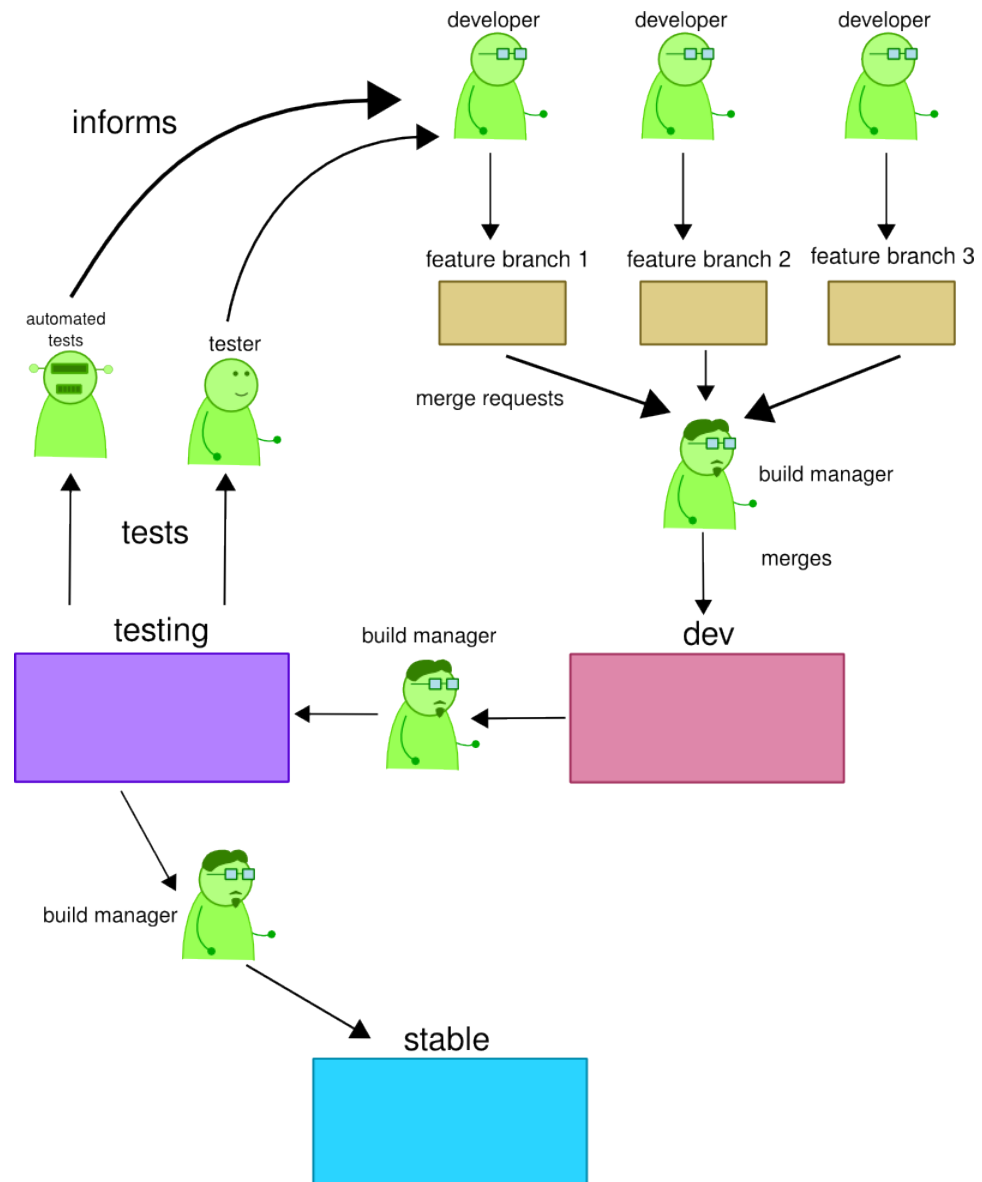 developer
developer
developer
informs
feature branch 1
feature branch 2
feature branch 3
automated
tests
tester
merge requests
build manager
tests
merges
testing
build manager
dev
build manager
stable